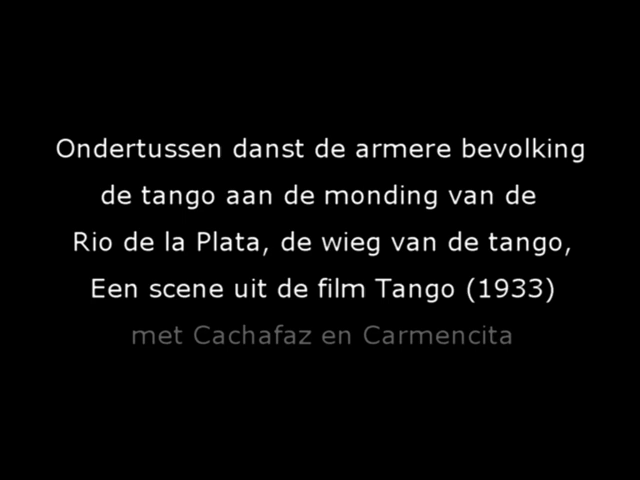 Ondertussen danst de armere bevolking
de tango aan de monding van de
Rio de la Plata, de wieg van de tango,
Een scene uit de film Tango (1933)
met Cachafaz en Carmencita